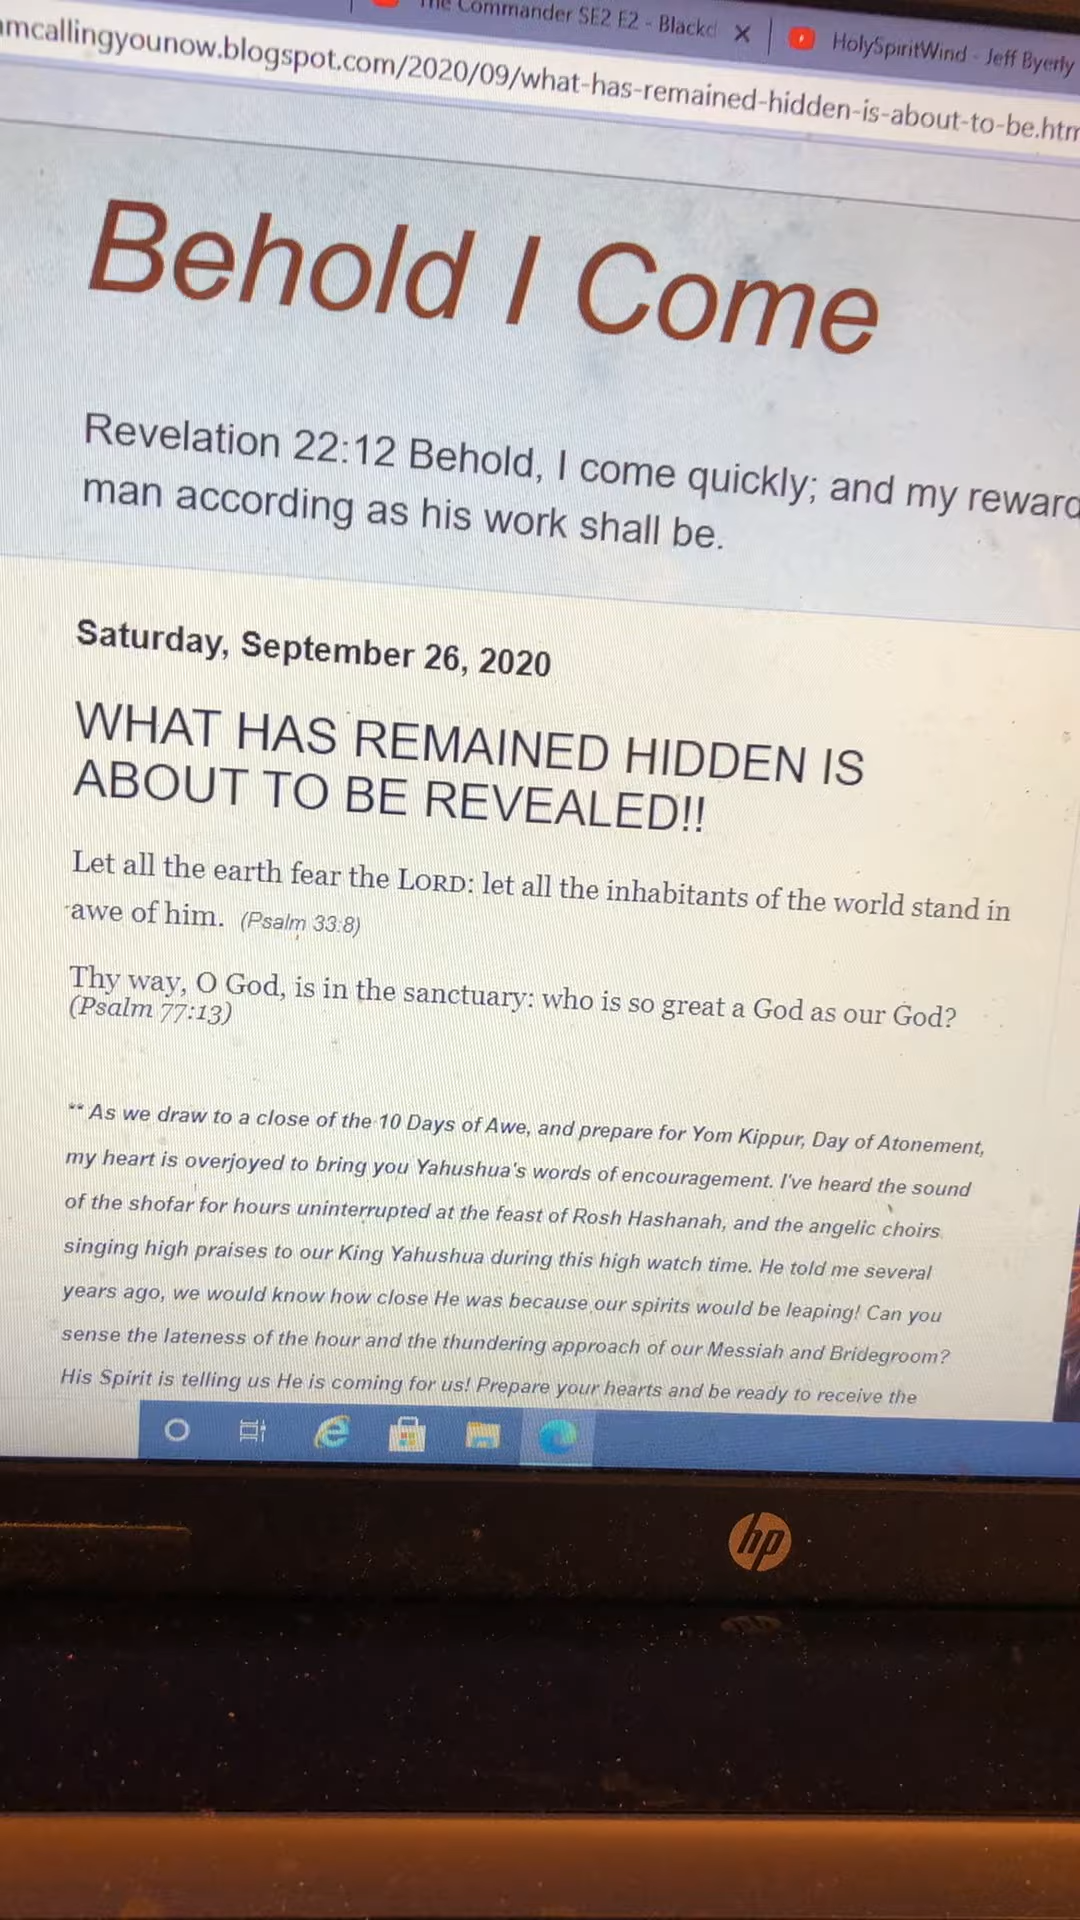 The Commander SE2 E2 - Blackd
HolySpiritWind - Jeff Byerly
mcallingyounow.blogspot.com/2020/09/what-has-remained-hidden-is-about-to-be.htm
Behold I Come
Revelation 22:12 Behold, I come quickly; and my reward
man according as his work shall be.
Saturday, September 26, 2020
WHAT HAS REMAINED HIDDEN IS
ABOUT TO BE REVEALED!!
Let all the earth fear the LORD: let all the inhabitants of the world stand in
awe of him. (Psalm 33:8)
Thy way, O God, is in the sanctuary: who is so great a God as our God?
(Psalm 77:13)
** As we draw to a close of the 10 Days of Awe, and prepare for Yom Kippur, Day of Atonement,
my heart is overjoyed to bring you Yahushua's words of encouragement. I've heard the sound
of the shofar for hours uninterrupted at the feast of Rosh Hashanah, and the angelic choirs
singing high praises to our King Yahushua during this high watch time. He told me several
years ago, we would know how close He was because our spirits would be leaping! Can you
sense the lateness of the hour and the thundering approach of our Messiah and Bridegroom?
His Spirit is telling us He is coming for us! Prepare your hearts and be ready to receive the
hp